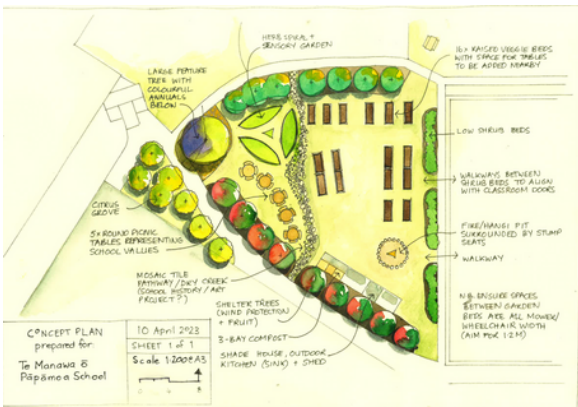 HERB SPIRAL +
SENSORY GARDEN
LARGE FEATURE
TREE WITH
COLOURFUL
ANNUALS
BELOW
16x RAISED VEGGIE BEDS
WITH SPACE FOR TABLES
TO BE ADDED NEARBY
LOW SHRUB BEDS
WALKWAYS BETWEEN
SHRUB BEDS TO ALIGN
WITH CLASSROOM DOORS
CITRUS
GROVE
5x ROUND PICNIC
TABLES REPRESENTING
SCHOOL VALUES
FIRE/HANGI PIT
SURROUNDED BY STUMP
SEATS
WALKWAY
MOSAIC TILE
PATHWAY/DRY CREEK
(SCHOOL HISTORY/ART
PROJECT?)
SHELTER TREES
(WIND PROTECTION
+ FRUIT)
3-BAY COMPOST
SHADE HOUSE, OUTDOOR
KITCHEN (SINK) + SHED
N.B. ENSURE SPACES
BETWEEN GARDEN
BEDS ARE ALL MOWER/
WHEELCHAIR WIDTH
(AIM FOR 1.2M)
CONCEPT PLAN
prepared for:
Te Manawa ō
Pāpāmoa School
10 April 2023
SHEET 1 of 1
Scale 1:200@A3